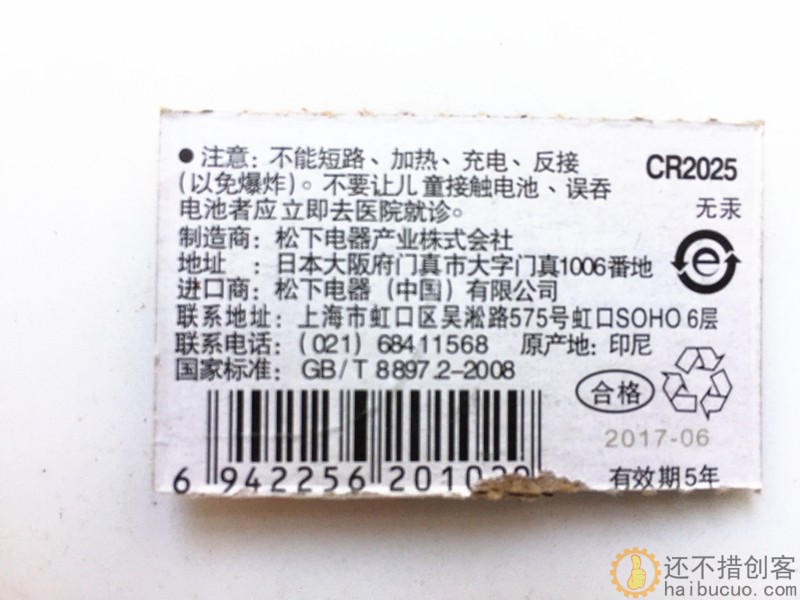 ● 注意：不能短路、加热、充电、反接
CR2025
(以免爆炸)。不要让儿童接触电池、误吞
无汞
电池者应立即去医院就诊。
制造商：松下电器产业株式会社
地址：日本大阪府门真市大字门真1006番地
e
进口商：松下电器（中国）有限公司
联系地址：上海市虹口区吴淞路575号虹口SOHO 6层
联系电话：(021) 68411568 原产地：印尼
国家标准：GB/T 8897.2-2008
合格
2017-06
6 942256 2010
有效期5年
还不措创客
haibucuo.com